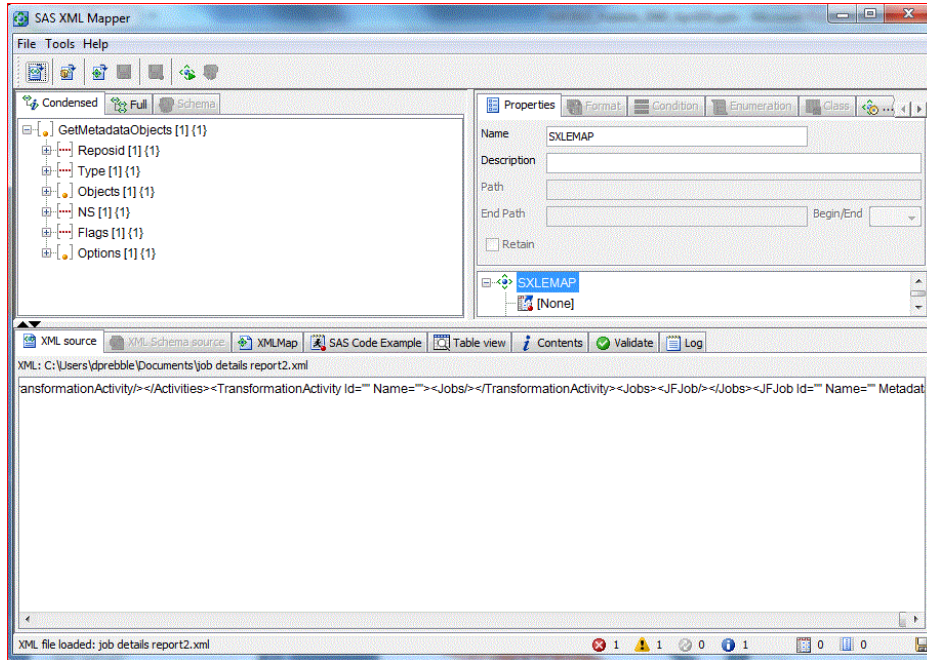 SAS XML Mapper
File Tools Help
Condensed Full Schema
GetMetadataObjects [1] {1}
Reposid [1] {1}
Type [1] {1}
Objects [1] {1}
NS [1] {1}
Flags [1] {1}
Options [1] {1}
Properties Format Condition Enumeration Class ...
Name SXLEMAP
Description
Path
End Path Begin/End
Retain
SXLEMAP
[None]
XML source XML Schema source XMLMap SAS Code Example Table view Contents Validate Log
XML: C:\Users\dprebble\Documents\job details report2.xml
ansformationActivity/></Activities><TransformationActivity Id="" Name=""><Jobs/></TransformationActivity><Jobs><JFJob/></Jobs><JFJob Id="" Name="" Metadat
XML file loaded: job details report2.xml 1 1 0 1 0 0